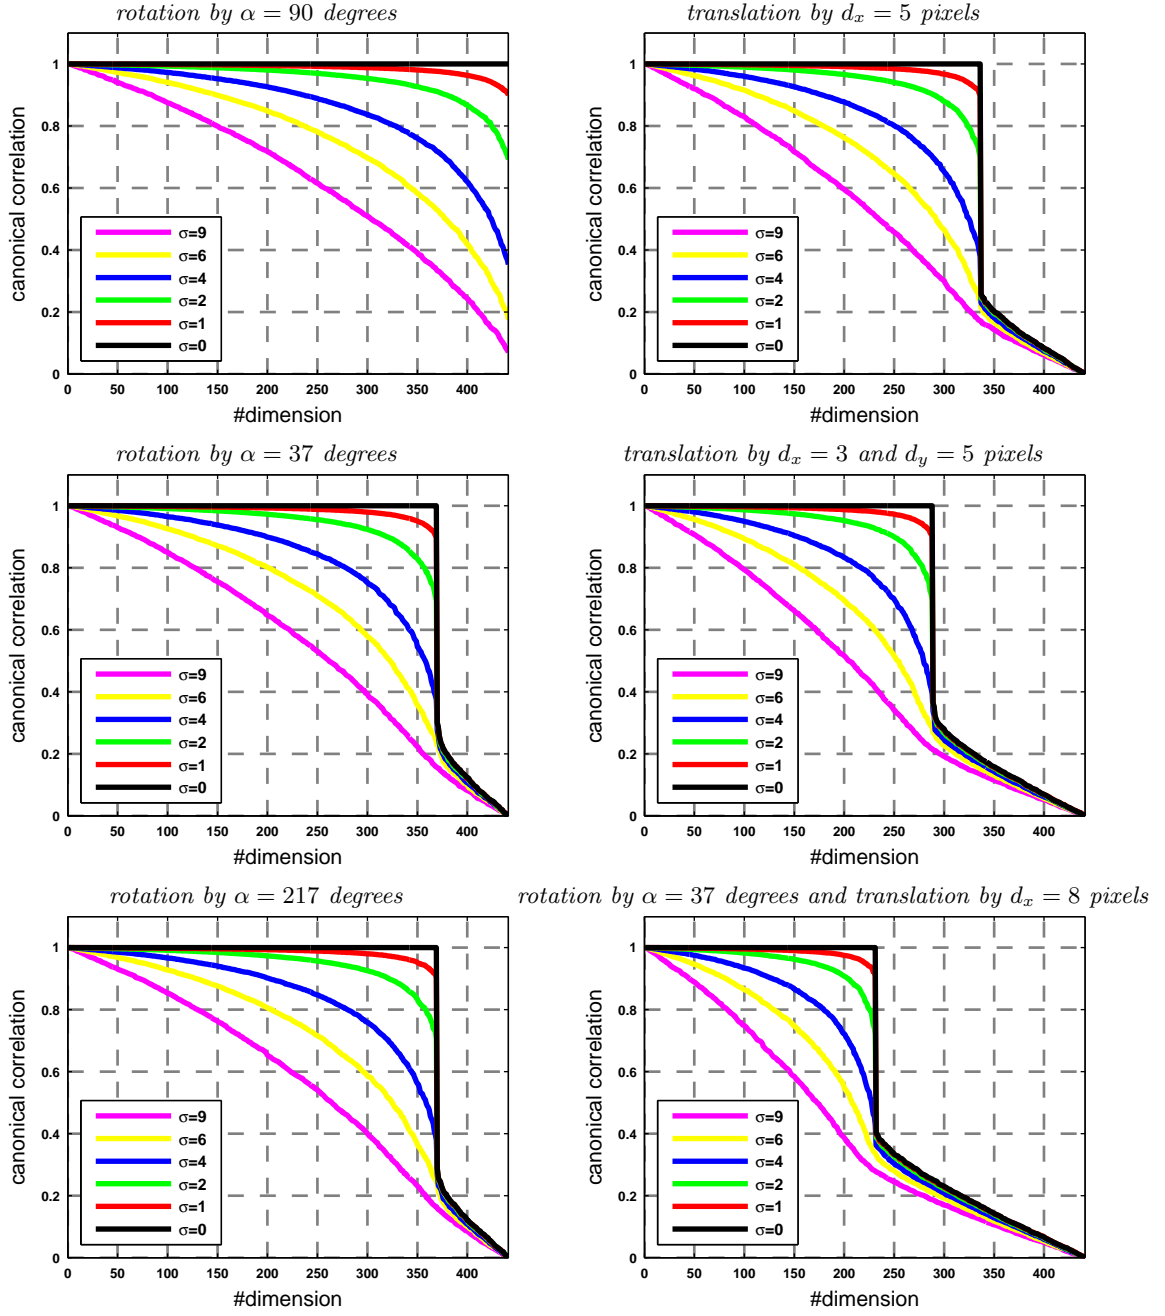 rotation by α = 90 degrees
canonical correlation
1
0.8
0.6
0.4
0.2
0
σ=9
σ=6
σ=4
σ=2
σ=1
σ=0
0 50 100 150 200 250 300 350 400
#dimension
translation by d_x = 5 pixels
canonical correlation
1
0.8
0.6
0.4
0.2
0
σ=9
σ=6
σ=4
σ=2
σ=1
σ=0
0 50 100 150 200 250 300 350 400
#dimension
rotation by α = 37 degrees
canonical correlation
1
0.8
0.6
0.4
0.2
0
σ=9
σ=6
σ=4
σ=2
σ=1
σ=0
0 50 100 150 200 250 300 350 400
#dimension
translation by d_x = 3 and d_y = 5 pixels
canonical correlation
1
0.8
0.6
0.4
0.2
0
σ=9
σ=6
σ=4
σ=2
σ=1
σ=0
0 50 100 150 200 250 300 350 400
#dimension
rotation by α = 217 degrees
canonical correlation
1
0.8
0.6
0.4
0.2
0
σ=9
σ=6
σ=4
σ=2
σ=1
σ=0
0 50 100 150 200 250 300 350 400
#dimension
rotation by α = 37 degrees and translation by d_x = 8 pixels
canonical correlation
1
0.8
0.6
0.4
0.2
0
σ=9
σ=6
σ=4
σ=2
σ=1
σ=0
0 50 100 150 200 250 300 350 400
#dimension